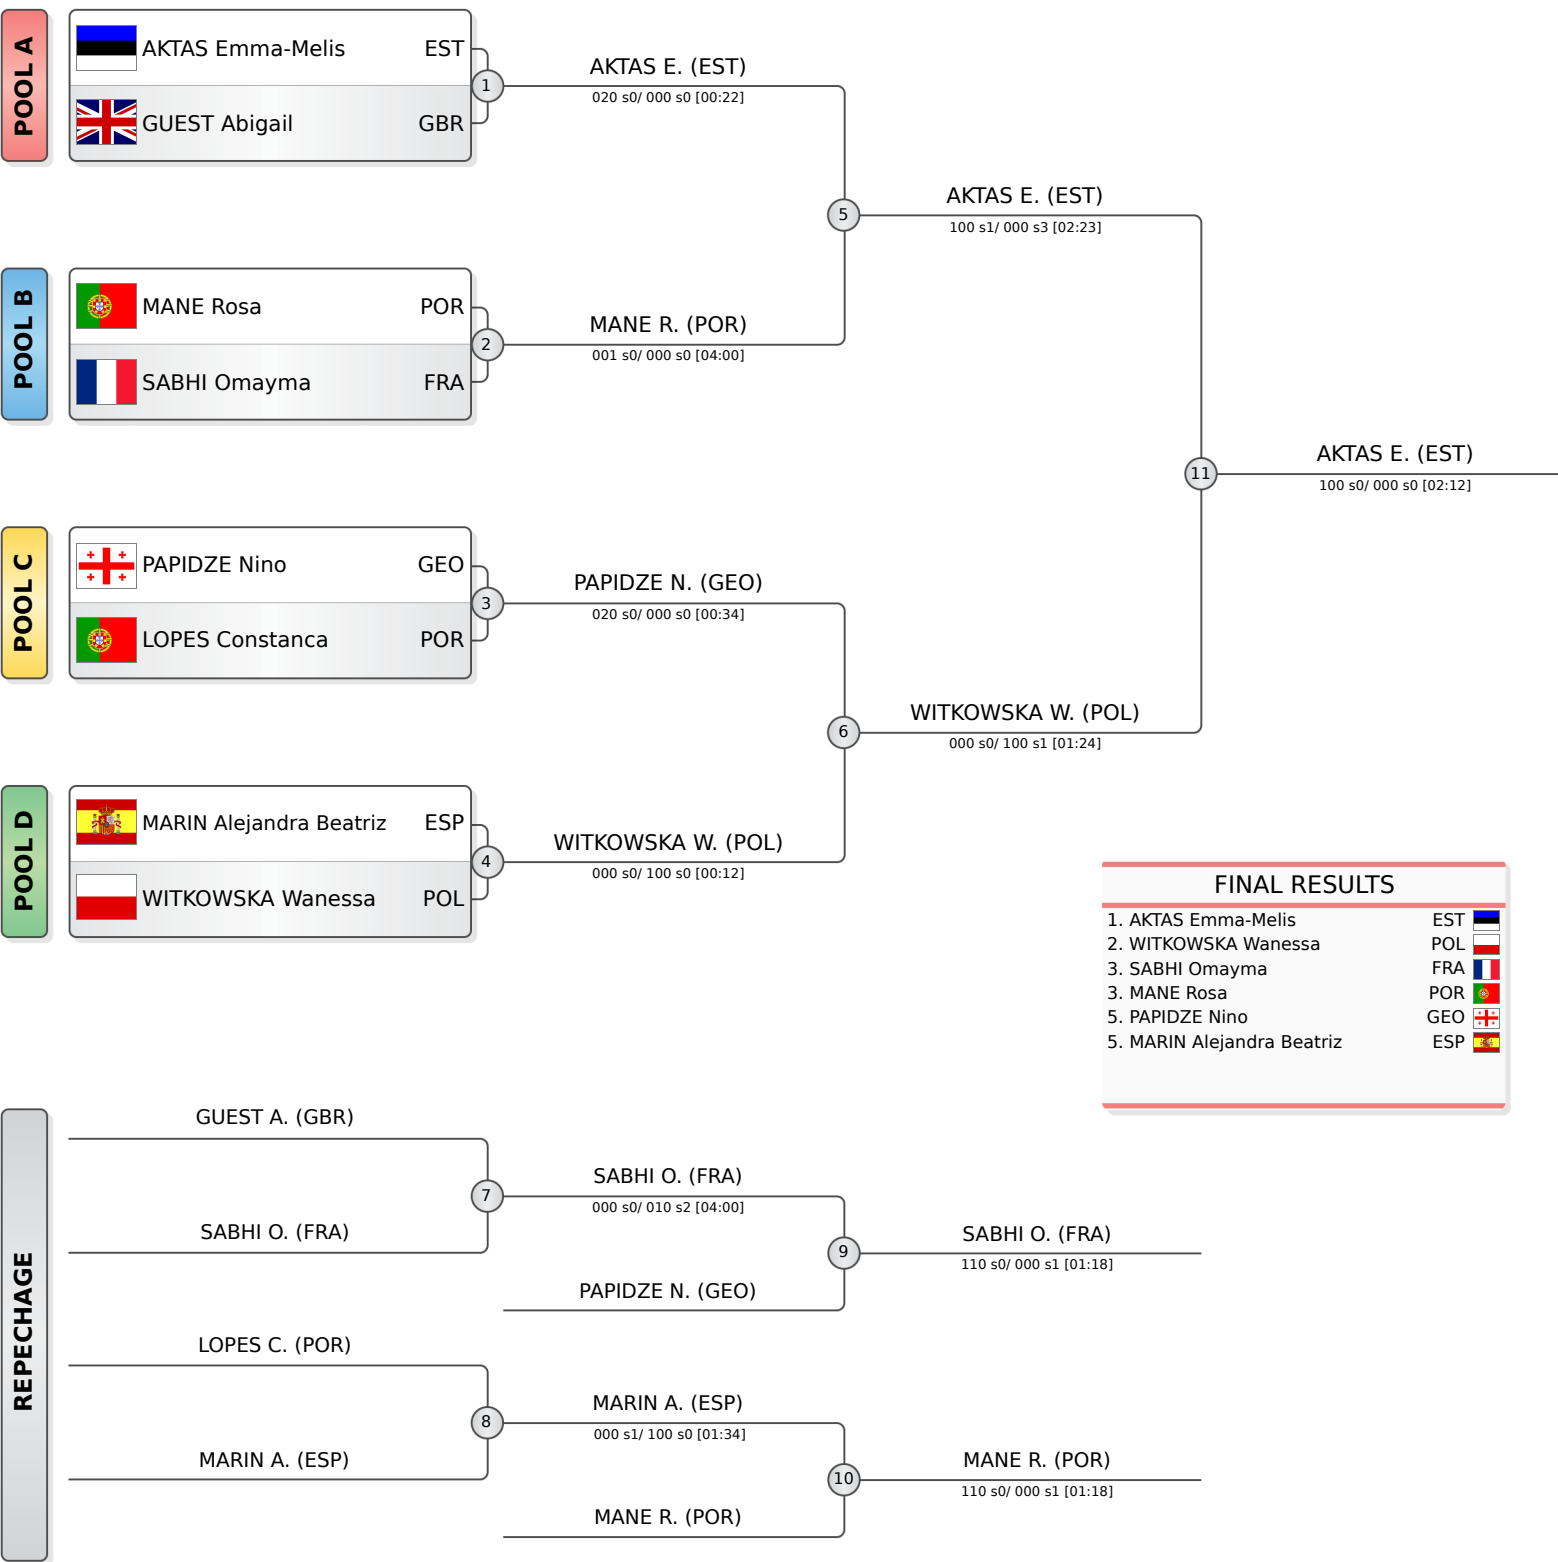 POOL A
AKTAS Emma-Melis EST
GUEST Abigail GBR
1
AKTAS E. (EST)
020 s0/ 000 s0 [00:22]
5
AKTAS E. (EST)
100 s1/ 000 s3 [02:23]
POOL B
MANE Rosa POR
SABHI Omayma FRA
2
MANE R. (POR)
001 s0/ 000 s0 [04:00]
11
AKTAS E. (EST)
100 s0/ 000 s0 [02:12]
POOL C
PAPIDZE Nino GEO
LOPES Constanca POR
3
PAPIDZE N. (GEO)
020 s0/ 000 s0 [00:34]
6
WITKOWSKA W. (POL)
000 s0/ 100 s1 [01:24]
POOL D
MARIN Alejandra Beatriz ESP
WITKOWSKA Wanessa POL
4
WITKOWSKA W. (POL)
000 s0/ 100 s0 [00:12]
FINAL RESULTS
1. AKTAS Emma-Melis EST
2. WITKOWSKA Wanessa POL
3. SABHI Omayma FRA
3. MANE Rosa POR
5. PAPIDZE Nino GEO
5. MARIN Alejandra Beatriz ESP
REPECHAGE
GUEST A. (GBR)
SABHI O. (FRA)
7
SABHI O. (FRA)
000 s0/ 010 s2 [04:00]
PAPIDZE N. (GEO)
9
SABHI O. (FRA)
110 s0/ 000 s1 [01:18]
LOPES C. (POR)
MARIN A. (ESP)
8
MARIN A. (ESP)
000 s1/ 100 s0 [01:34]
MANE R. (POR)
10
MANE R. (POR)
110 s0/ 000 s1 [01:18]